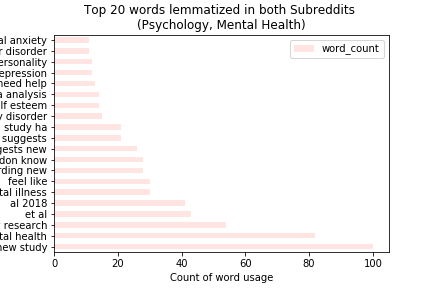 Top 20 words lemmatized in both Subreddits
(Psychology, Mental Health)
word_count
al anxiety
r disorder
ersonality
epression
need help
a analysis
lf esteem
y disorder
study ha
suggests
gests new
don know
rding new
feel like
tal illness
al 2018
et al
research
tal health
new study
0 20 40 60 80 100
Count of word usage